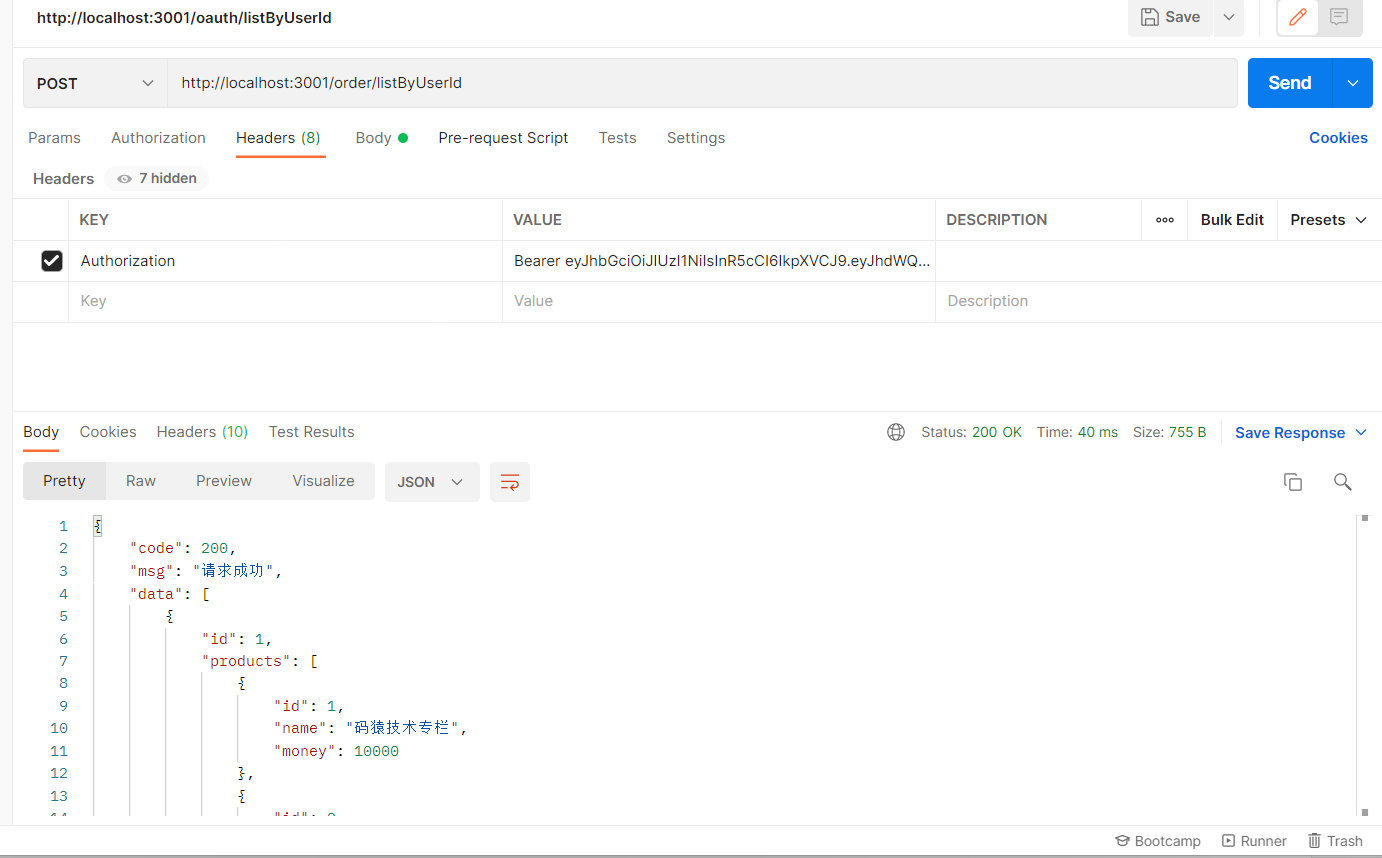 http://localhost:3001/oauth/listByUserId
Save
POST
http://localhost:3001/order/listByUserId
Send
Params Authorization Headers (8) Body Pre-request Script Tests Settings Cookies
Headers 7 hidden
KEY VALUE DESCRIPTION ooo Bulk Edit Presets
Authorization Bearer eyJhbGciOiJIUzI1NiIsInR5cCI6IkpXVCJ9.eyJhdWQ...
Key Value Description
Body Cookies Headers (10) Test Results Status: 200 OK Time: 40 ms Size: 755 B Save Response
Pretty Raw Preview Visualize JSON
1 {
2 "code": 200,
3 "msg": "请求成功",
4 "data": [
5 {
6 "id": 1,
7 "products": [
8 {
9 "id": 1,
10 "name": "码猿技术专栏",
11 "money": 10000
12 },
13 {
Bootcamp Runner Trash